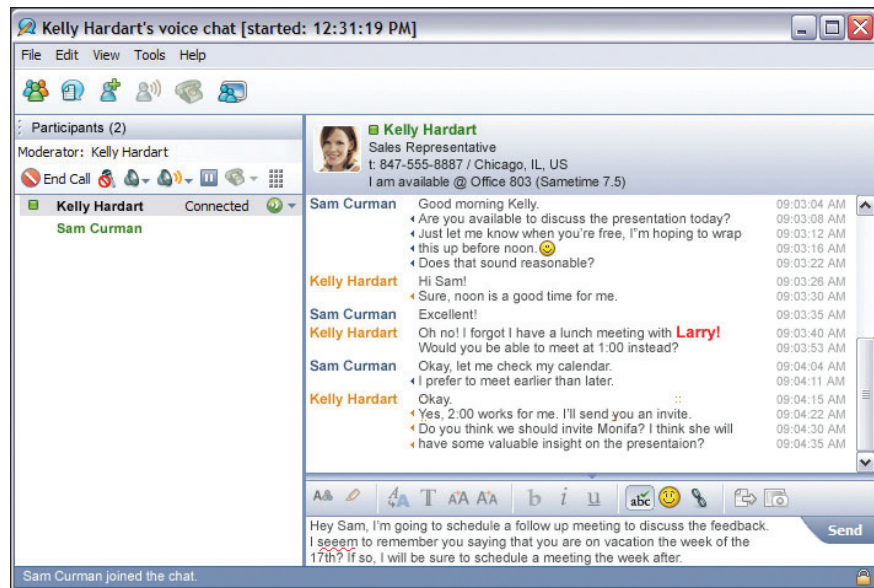 Kelly Hardart's voice chat [started: 12:31:19 PM]
File Edit View Tools Help
Participants (2)
Moderator: Kelly Hardart
End Call
Kelly Hardart Connected
Sam Curman
Kelly Hardart
Sales Representative
t: 847-555-8887 / Chicago, IL, US
I am available @ Office 803 (Sametime 7.5)
Sam Curman Good morning Kelly. 09:03:04 AM
Are you available to discuss the presentation today? 09:03:08 AM
Just let me know when you're free, I"m hoping to wrap 09:03:12 AM
this up before noon. 09:03:16 AM
Does that sound reasonable? 09:03:22 AM
Kelly Hardart Hi Sam! 09:03:26 AM
Sure, noon is a good time for me. 09:03:30 AM
Sam Curman Excellent! 09:03:35 AM
Kelly Hardart Oh no! I forgot I have a lunch meeting with Larry! 09:03:40 AM
Would you be able to meet at 1:00 instead? 09:03:53 AM
Sam Curman Okay, let me check my calendar. 09:04:04 AM
I prefer to meet earlier than later. 09:04:11 AM
Kelly Hardart Okay. 09:04:15 AM
Yes, 2:00 works for me. I'll send you an invite. 09:04:22 AM
Do you think we should invite Monifa? I think she will 09:04:30 AM
have some valuable insight on the presentaion? 09:04:35 AM
A& A A T A A A A b i u abc
Hey Sam, I'm going to schedule a follow up meeting to discuss the feedback.
I seeem to remember you saying that you are on vacation the week of the
17th? If so, I will be sure to schedule a meeting the week after.
Send
Sam Curman joined the chat.